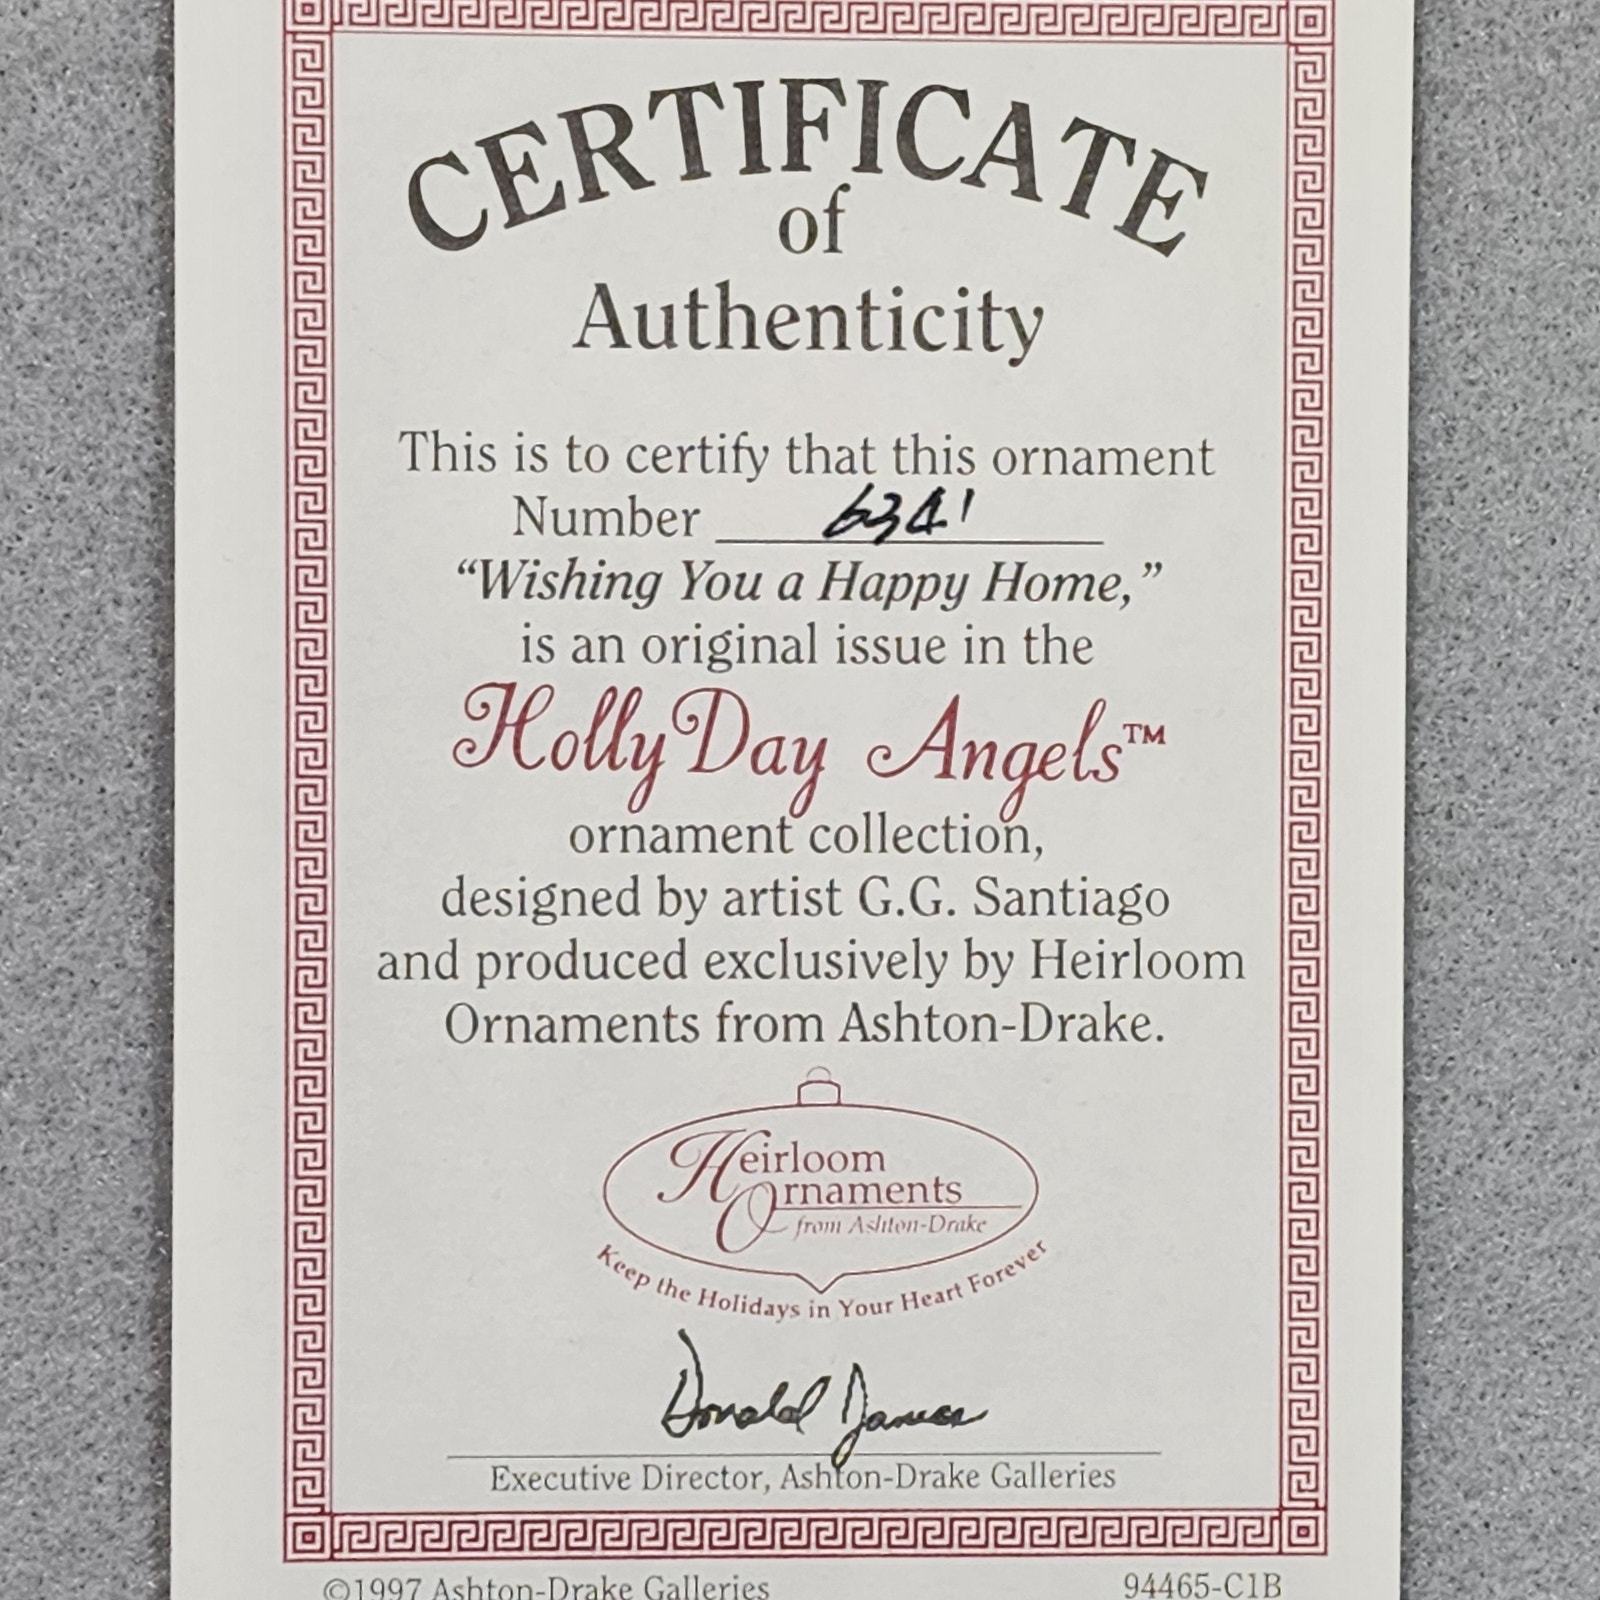 CERTIFICATE
of
Authenticity
This is to certify that this ornament
Number 6341
“Wishing You a Happy Home,”
is an original issue in the
HollyDay Angels™
ornament collection,
designed by artist G.G. Santiago
and produced exclusively by Heirloom
Ornaments from Ashton-Drake.
Heirloom
Ornaments
from Ashton-Drake
Keep the Holidays in Your Heart Forever
Donald James
Executive Director, Ashton-Drake Galleries
©1997 Ashton-Drake Galleries
94465-C1B